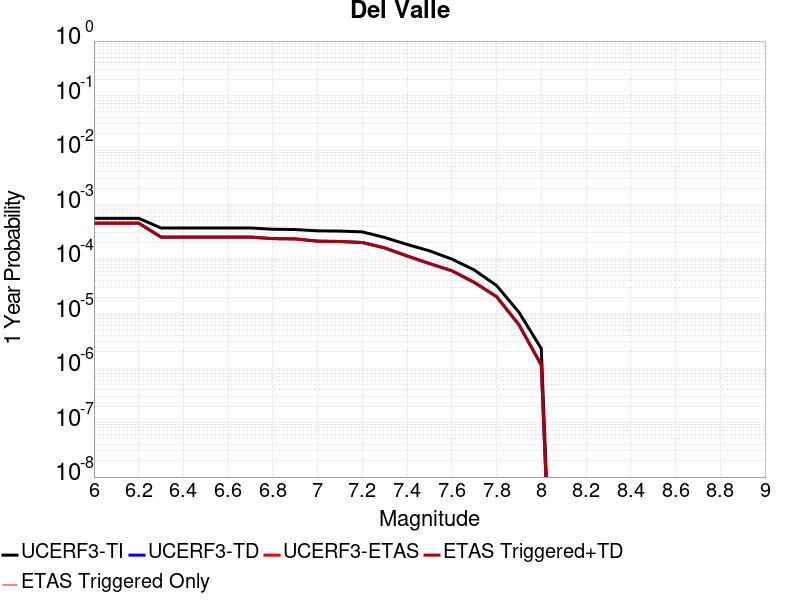 Del Valle
10^0
10^-1
10^-2
10^-3
10^-4
10^-5
10^-6
10^-7
10^-8
1 Year Probability
6 6.2 6.4 6.6 6.8 7 7.2 7.4 7.6 7.8 8 8.2 8.4 8.6 8.8 9
Magnitude
UCERF3-TI UCERF3-TD UCERF3-ETAS ETAS Triggered+TD
ETAS Triggered Only